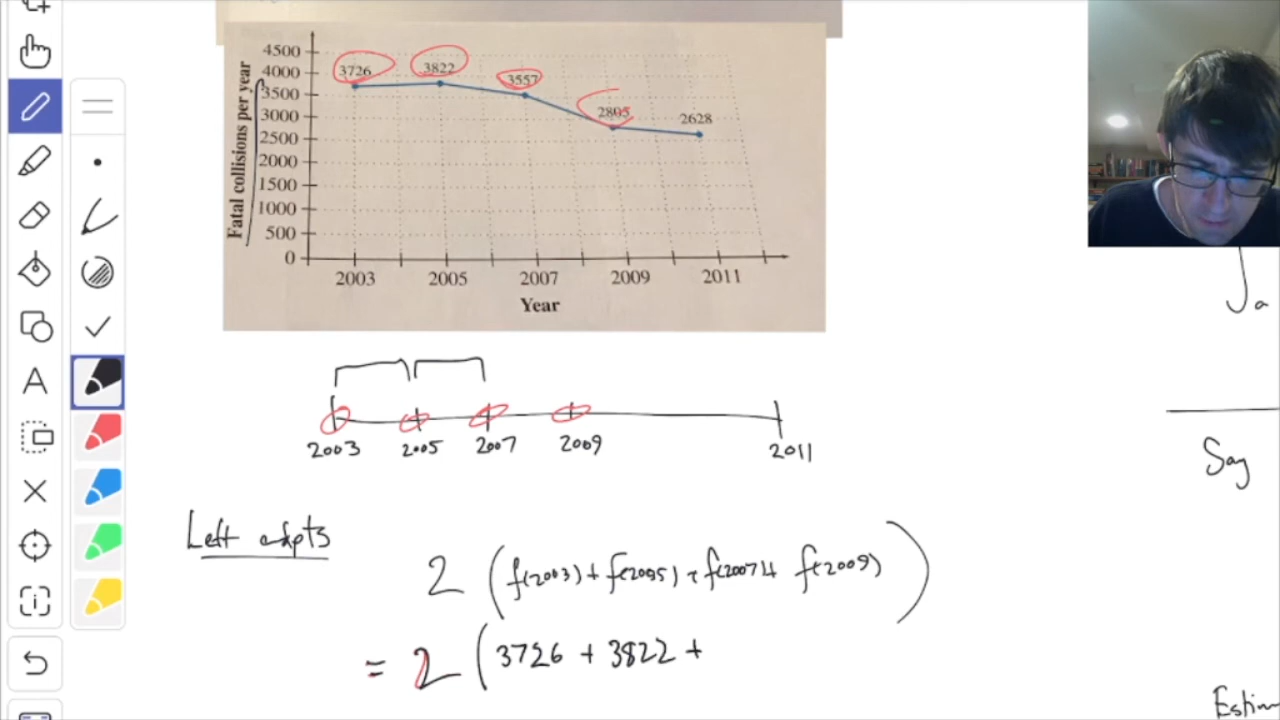 4500
4000
3500
3000
2500
2000
1500
1000
500
0
Fatal collisions per year
3726
3822
3557
2805
2628
2003 2005 2007 2009 2011
Year
2003 2005 2007 2009 2011
Left endpts
2 (f(2003) + f(2005) + f(2007) + f(2009))
= 2 (3726 + 3822 +
A
a
Say
Estim